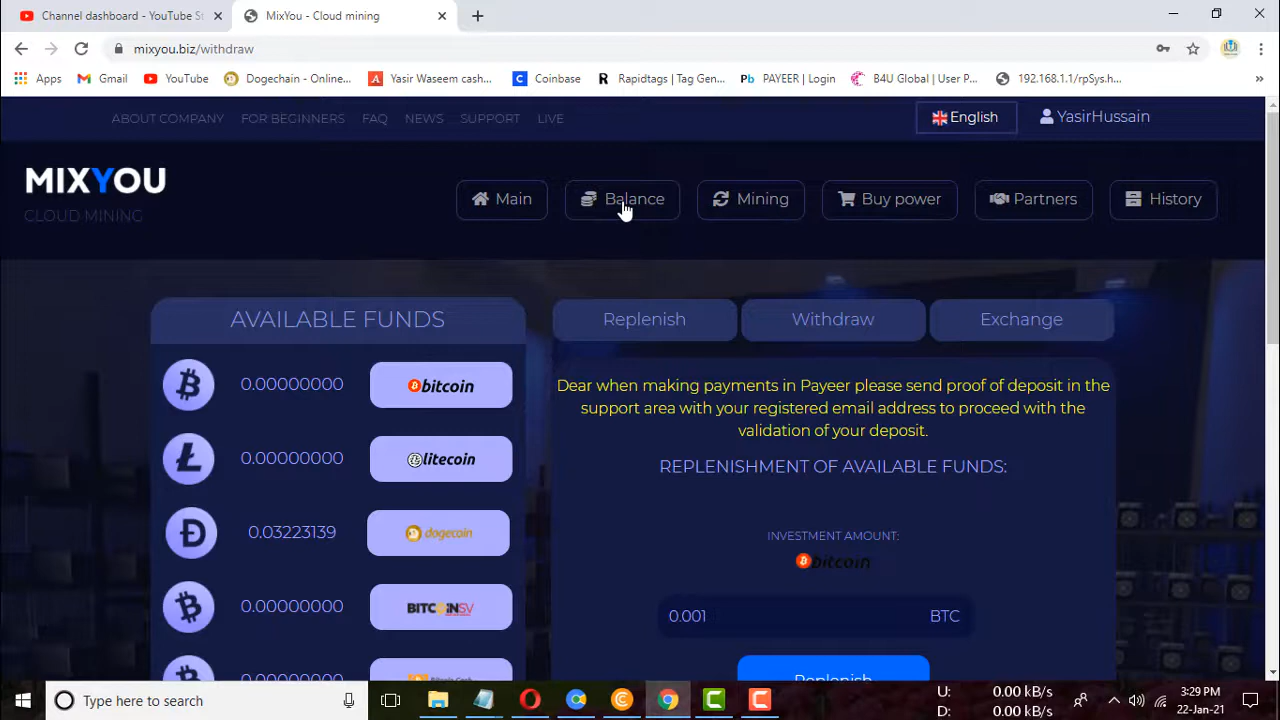 Channel dashboard - YouTube St
MixYou - Cloud mining
mixyou.biz/withdraw
Apps
Gmail
YouTube
Dogechain - Online...
Yasir Waseem cash...
Coinbase
Rapidtags | Tag Gen...
PAYEER | Login
B4U Global | User P...
192.168.1.1/rpSys.h...
»
ABOUT COMPANY
FOR BEGINNERS
FAQ
NEWS
SUPPORT
LIVE
English
YasirHussain
MIXYOU
CLOUD MINING
Main
Balance
Mining
Buy power
Partners
History
AVAILABLE FUNDS
0.00000000
bitcoin
0.00000000
litecoin
0.03223139
dogecoin
0.00000000
BITCOINSV
0.00000000
Bitcoin Cash
Replenish
Withdraw
Exchange
Dear when making payments in Payeer please send proof of deposit in the
support area with your registered email address to proceed with the
validation of your deposit.
REPLENISHMENT OF AVAILABLE FUNDS:
INVESTMENT AMOUNT:
bitcoin
0.001 BTC
Replenish
Type here to search
U: 0.00 kB/s
D: 0.00 kB/s
3:29 PM
22-Jan-21